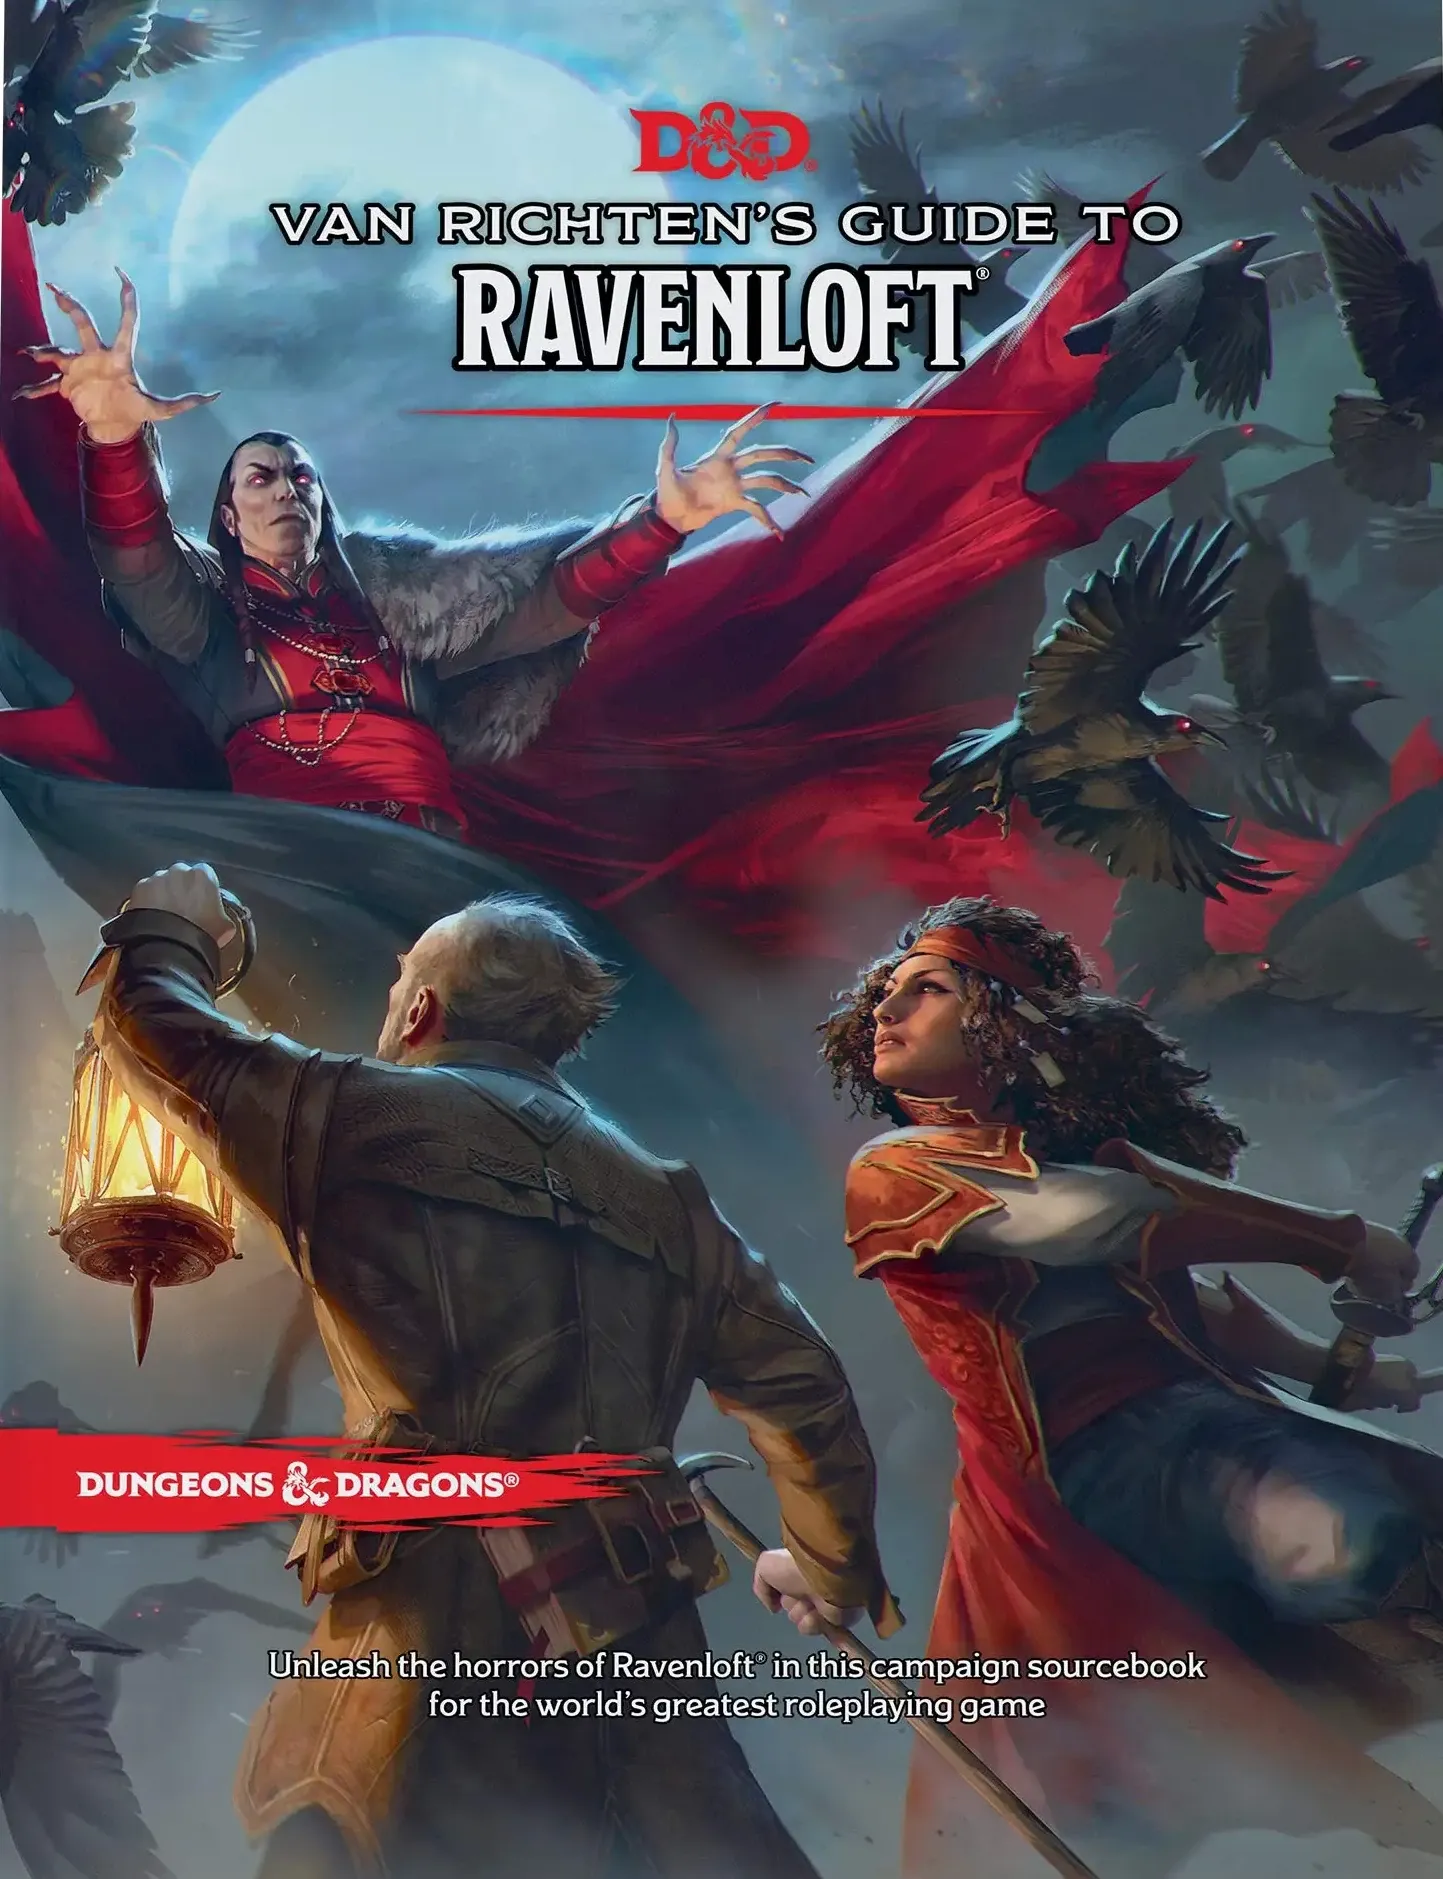 D&D®
VAN RICHTEN'S GUIDE TO
RAVENLOFT®
DUNGEONS & DRAGONS®
Unleash the horrors of Ravenloft® in this campaign sourcebook
for the world's greatest roleplaying game